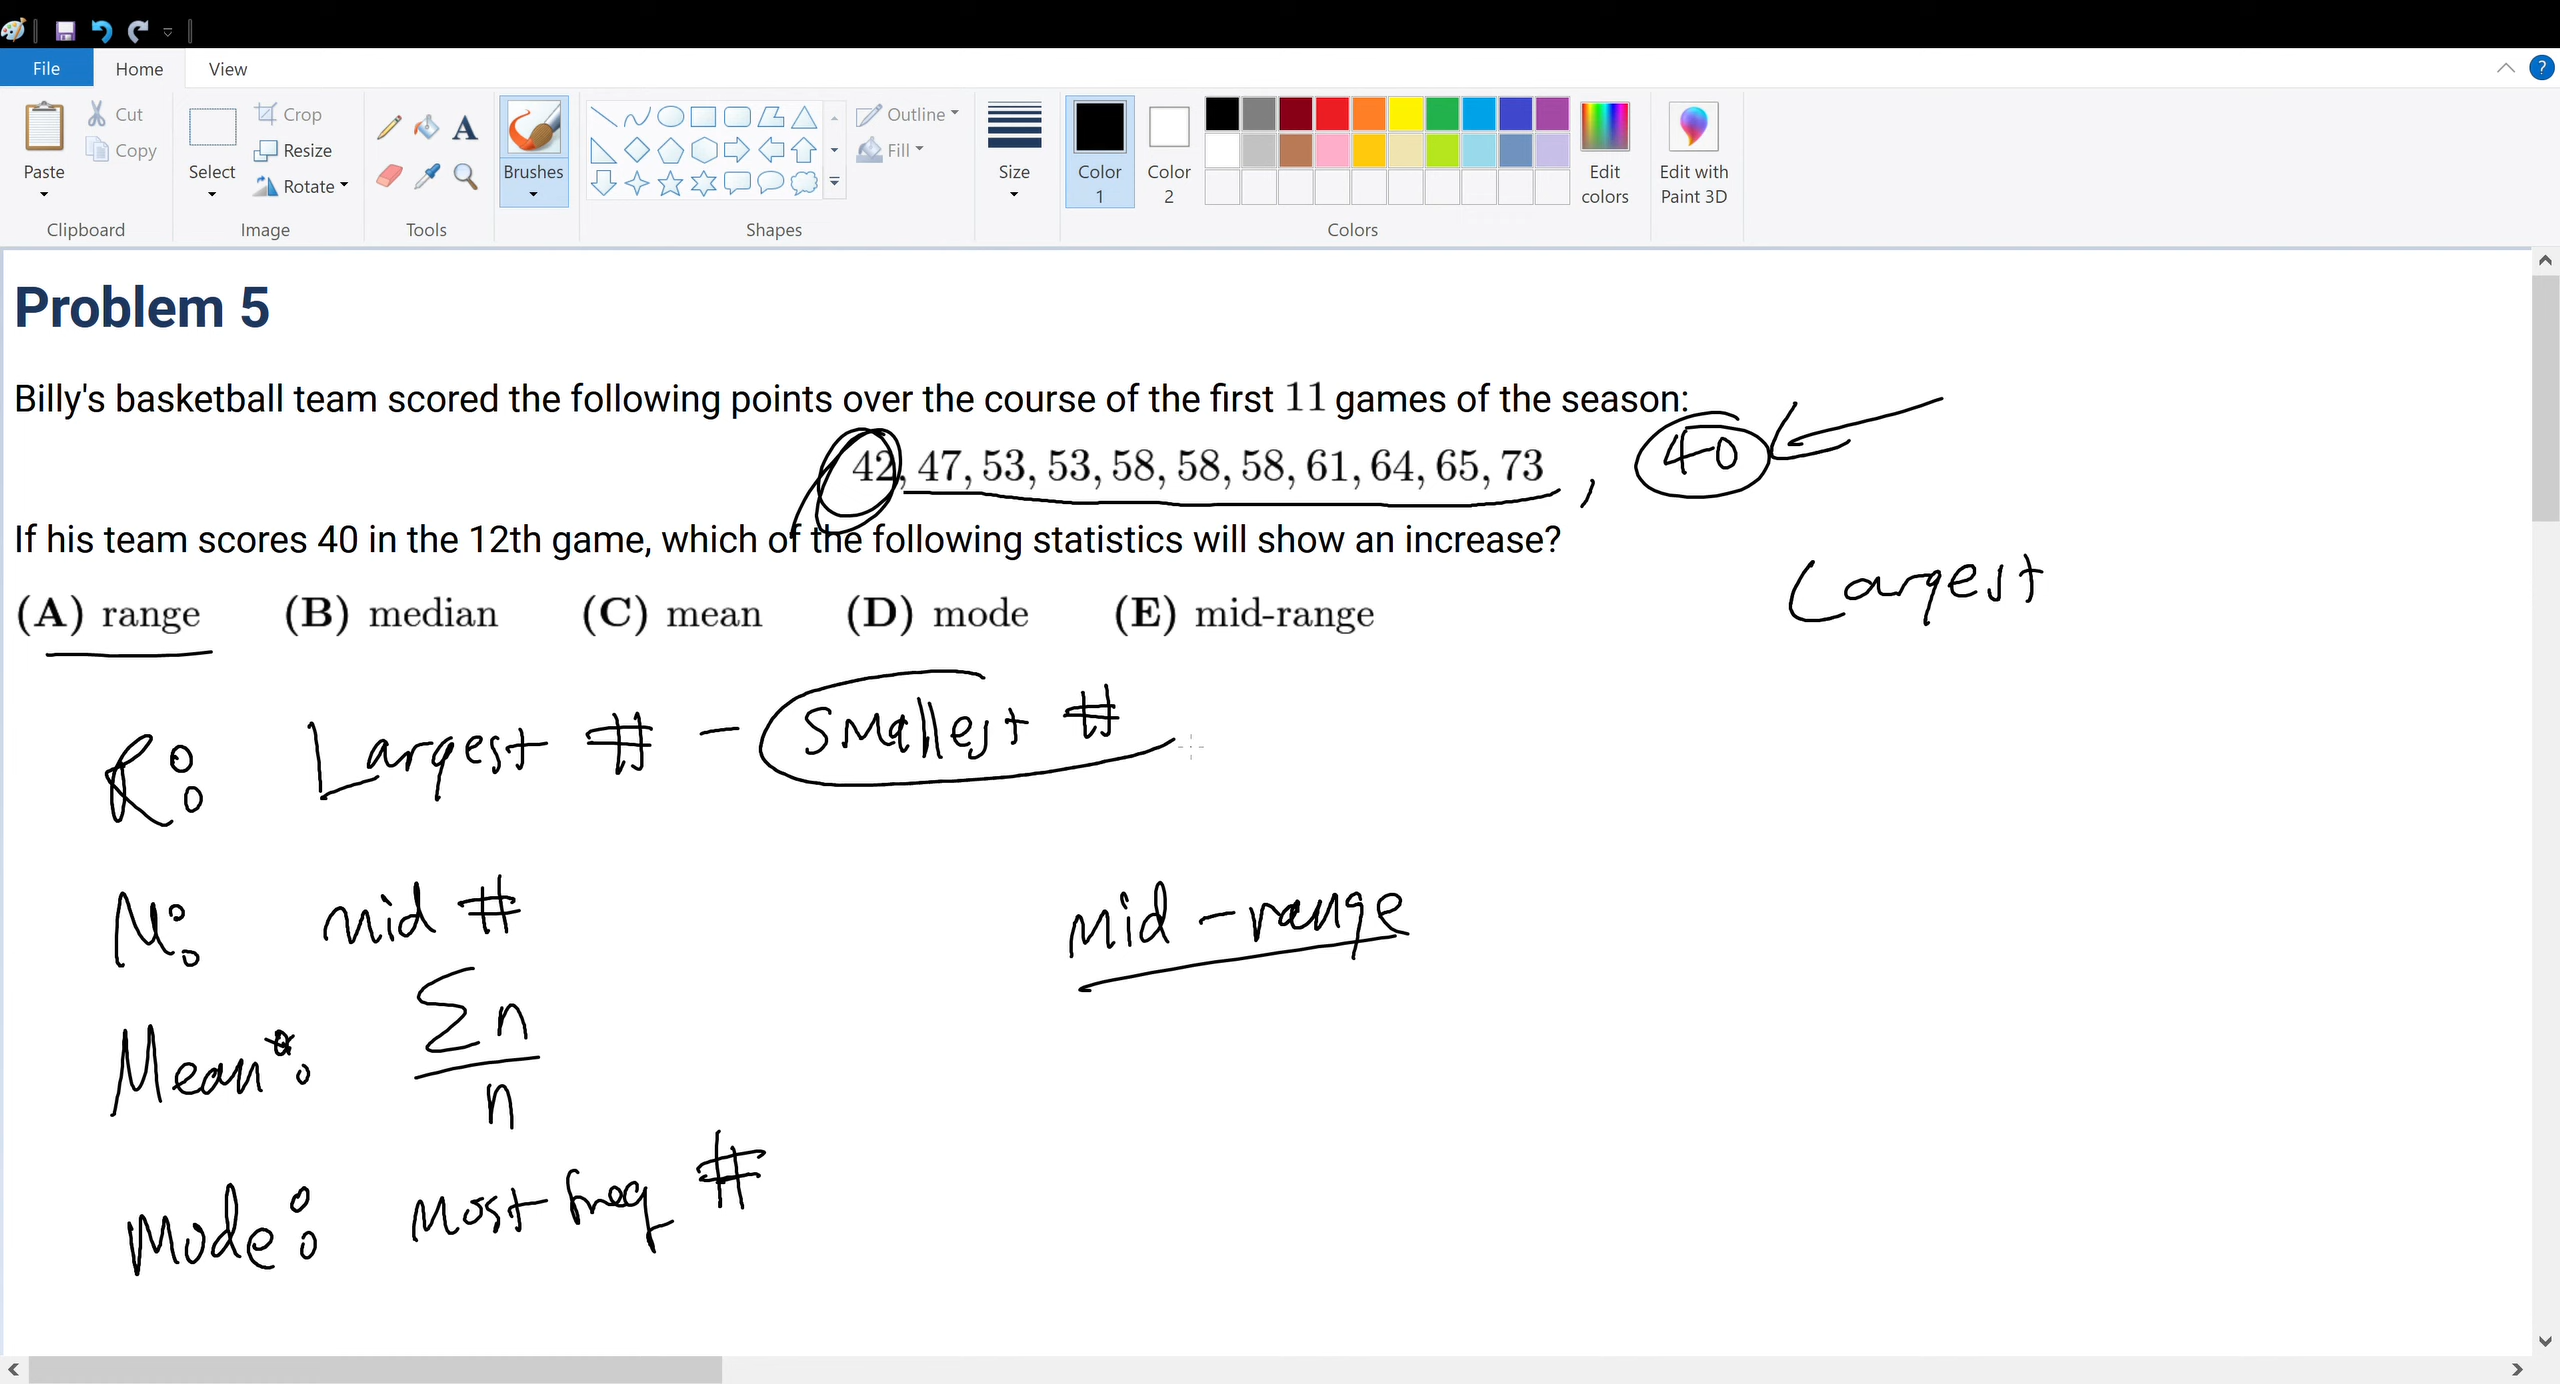 File Home View ?
Paste Cut Copy Select Crop Resize Rotate A Brushes Outline Fill Size Color 1 Color 2 Edit colors Edit with Paint 3D
Clipboard Image Tools Shapes Colors
Problem 5
Billy's basketball team scored the following points over the course of the first 11 games of the season:
42, 47, 53, 53, 58, 58, 58, 61, 64, 65, 73 , 40
If his team scores 40 in the 12th game, which of the following statistics will show an increase?
Largest
(A) range (B) median (C) mean (D) mode (E) mid-range
R: Largest # - Smallest #
M: mid # mid-range
Mean: Σn
n
Mode: most freq #